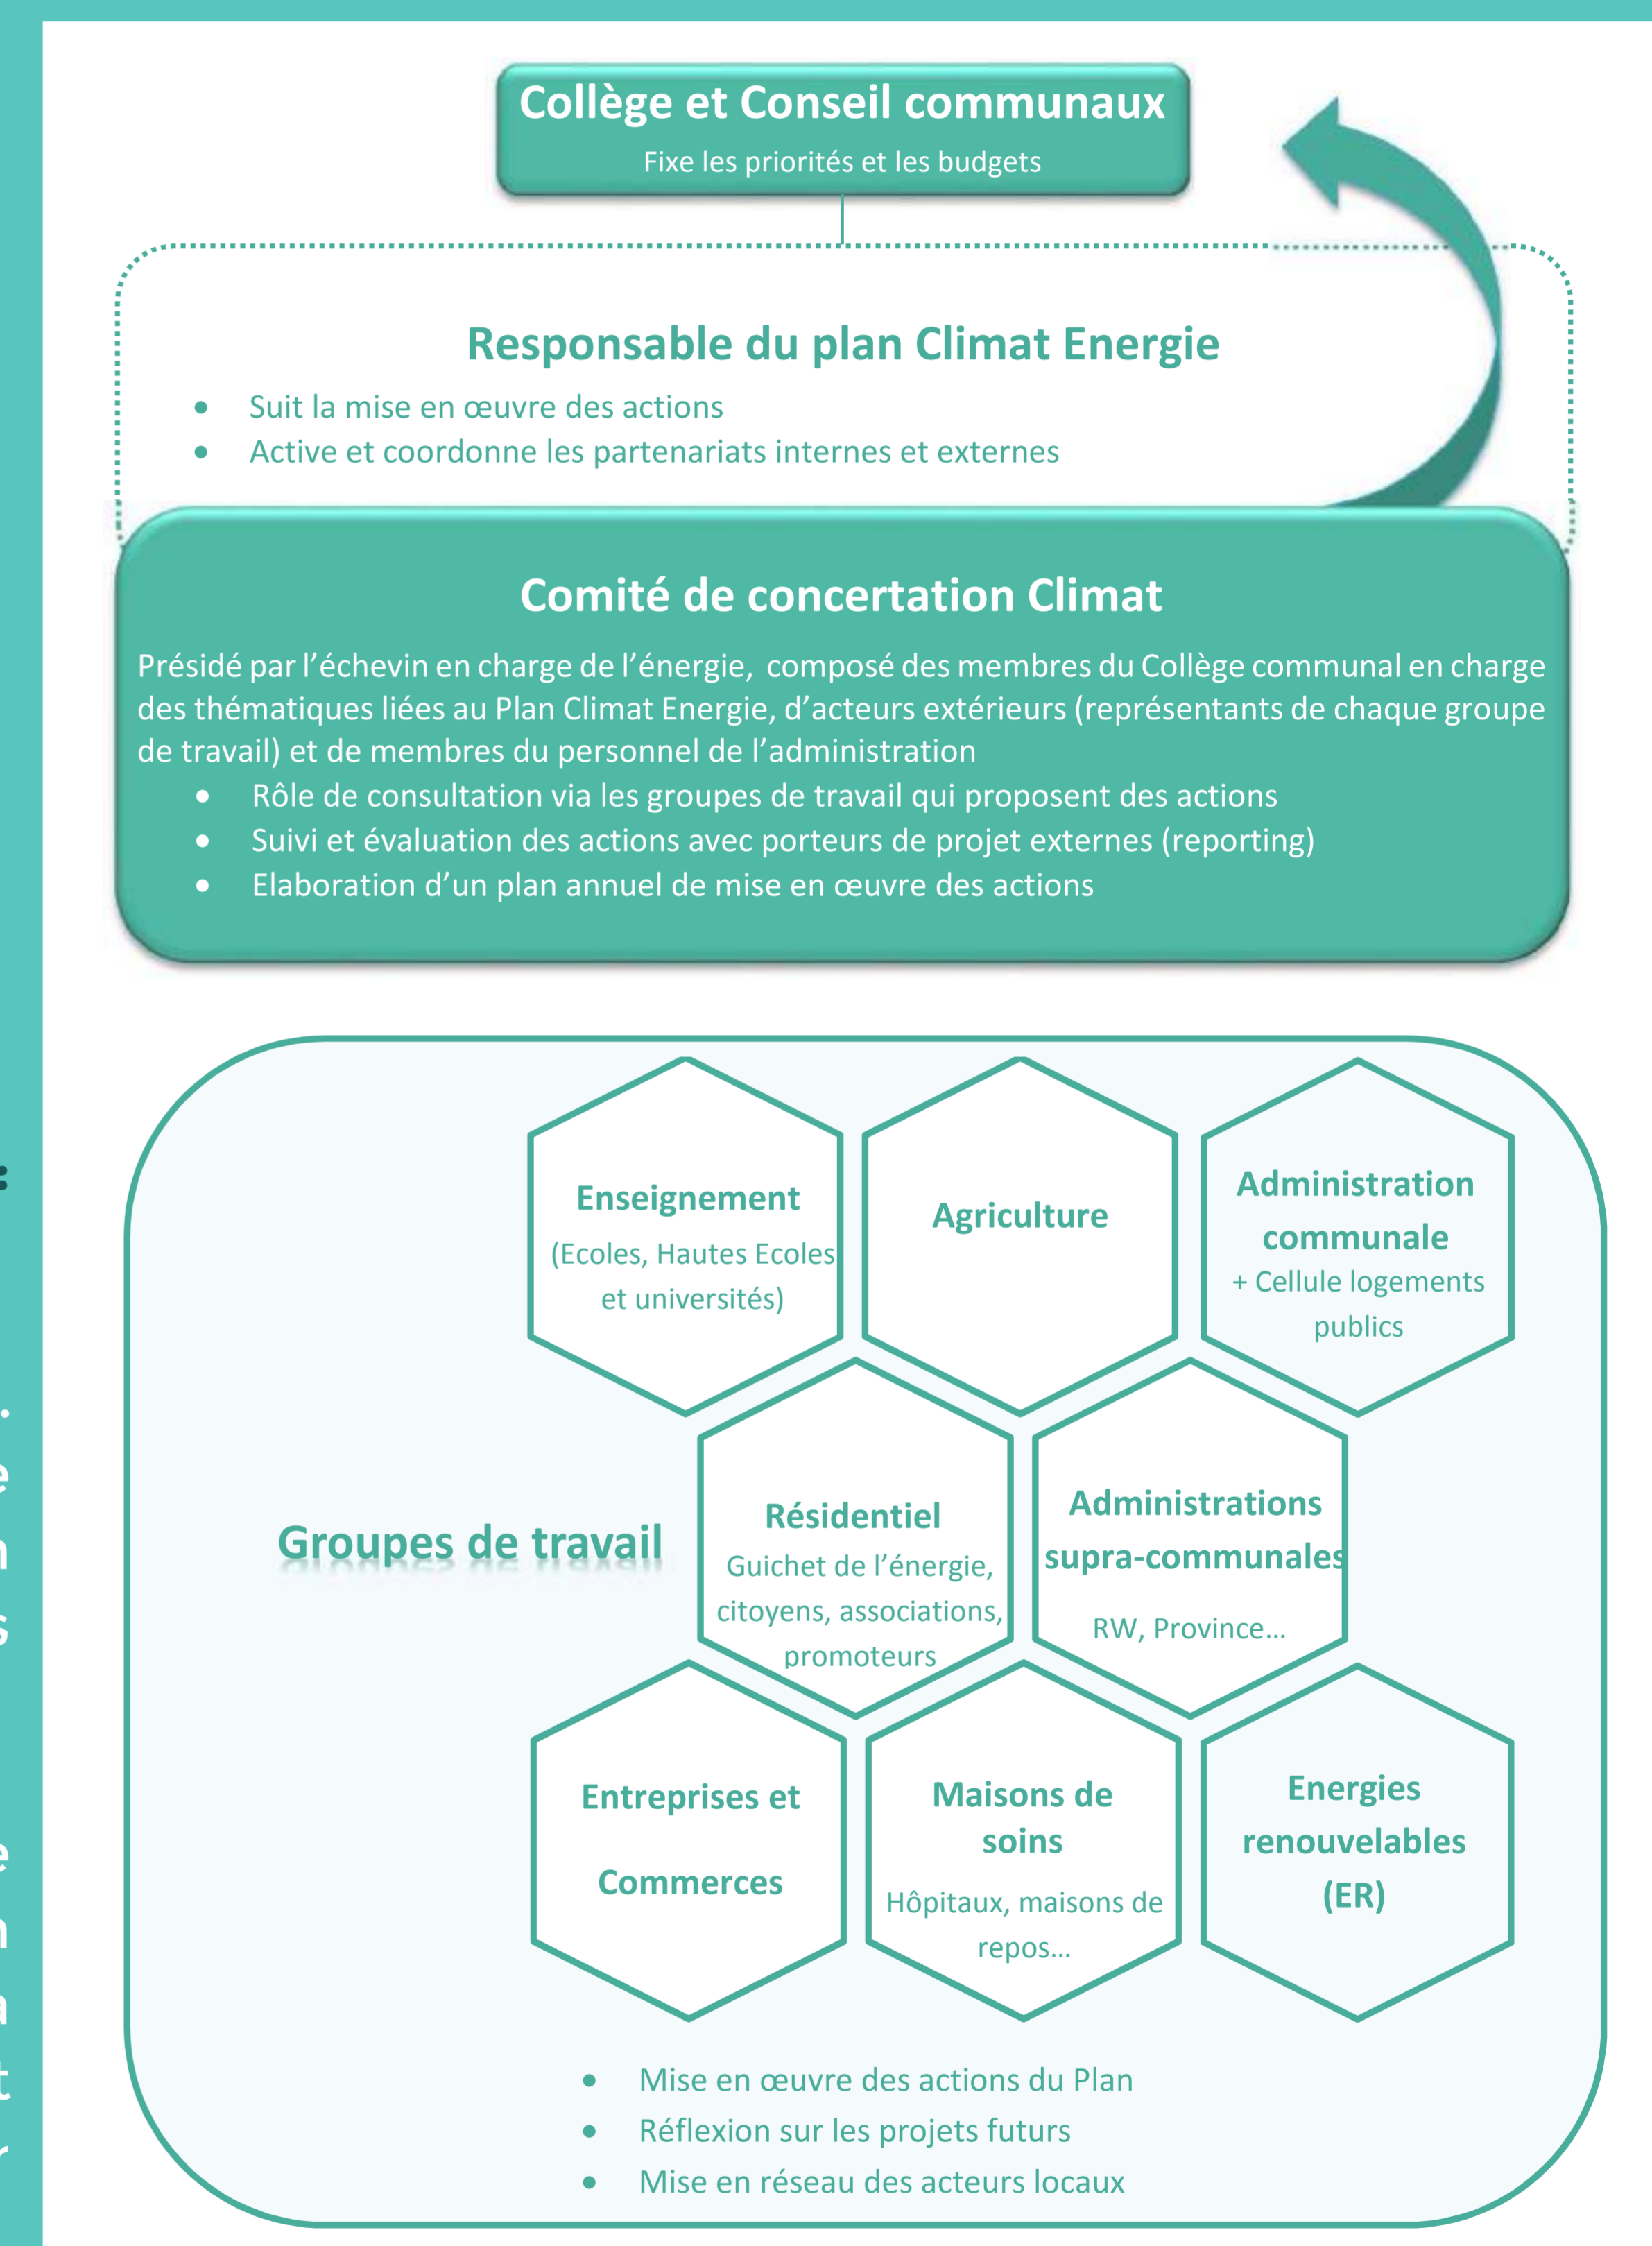 Collège et Conseil communaux
Fixe les priorités et les budgets
Responsable du plan Climat Energie
• Suit la mise en œuvre des actions
• Active et coordonne les partenariats internes et externes
Comité de concertation Climat
Présidé par l’échevin en charge de l’énergie, composé des membres du Collège communal en charge
des thématiques liées au Plan Climat Energie, d’acteurs extérieurs (représentants de chaque groupe
de travail) et de membres du personnel de l’administration
• Rôle de consultation via les groupes de travail qui proposent des actions
• Suivi et évaluation des actions avec porteurs de projet externes (reporting)
• Elaboration d’un plan annuel de mise en œuvre des actions
Enseignement
(Ecoles, Hautes Ecoles
et universités)
Agriculture
Administration
communale
+ Cellule logements
publics
Groupes de travail
Résidentiel
Guichet de l’énergie,
citoyens, associations,
promoteurs
Administrations
supra-communales
RW, Province...
Entreprises et
Commerces
Maisons de
soins
Hôpitaux, maisons de
repos...
Energies
renouvelables
(ER)
• Mise en œuvre des actions du Plan
• Réflexion sur les projets futurs
• Mise en réseau des acteurs locaux